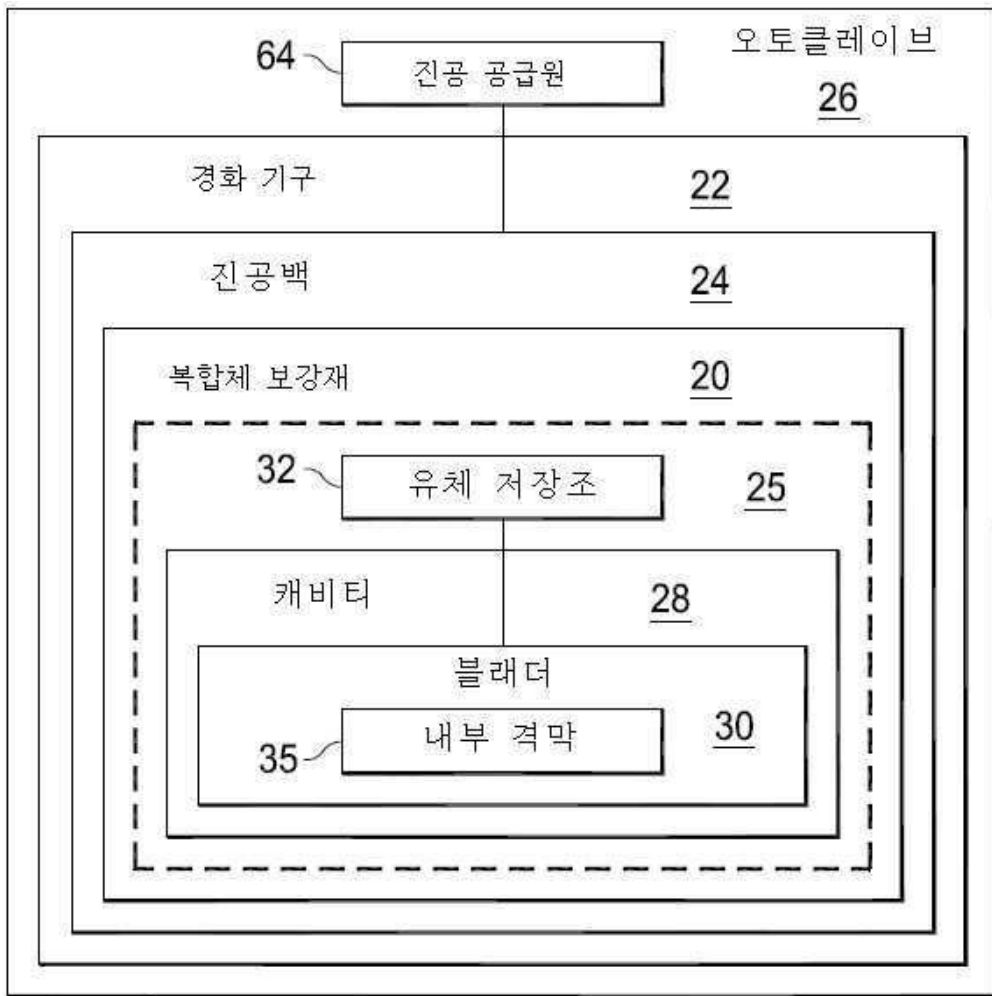 오토클레이브
26
64
진공 공급원
경화 기구
22
진공백
24
복합체 보강재
20
32
유체 저장조
25
캐비티
28
블래더
30
35
내부 격막